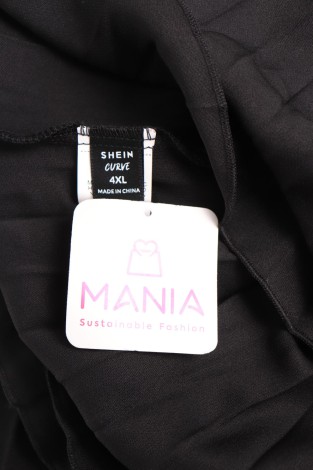 SHEIN
CURVE
4XL
MADE IN CHINA
MANIA
Sustainable Fashion